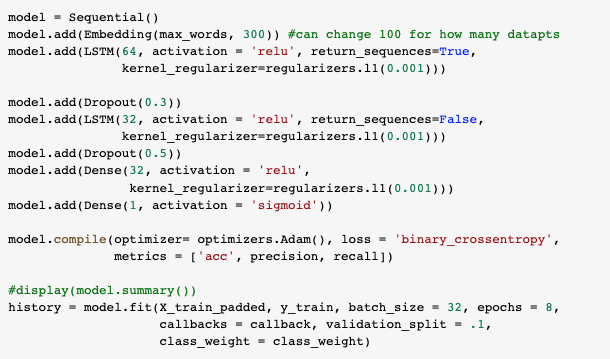 model = Sequential()
model.add(Embedding(max_words, 300)) #can change 100 for how many datapts
model.add(LSTM(64, activation = 'relu', return_sequences=True,
               kernel_regularizer=regularizers.l1(0.001)))

model.add(Dropout(0.3))
model.add(LSTM(32, activation = 'relu', return_sequences=False,
               kernel_regularizer=regularizers.l1(0.001)))
model.add(Dropout(0.5))
model.add(Dense(32, activation = 'relu',
                kernel_regularizer=regularizers.l1(0.001)))
model.add(Dense(1, activation = 'sigmoid'))

model.compile(optimizer= optimizers.Adam(), loss = 'binary_crossentropy',
              metrics = ['acc', precision, recall])

#display(model.summary())
history = model.fit(X_train_padded, y_train, batch_size = 32, epochs = 8,
                    callbacks = callback, validation_split = .1,
                    class_weight = class_weight)